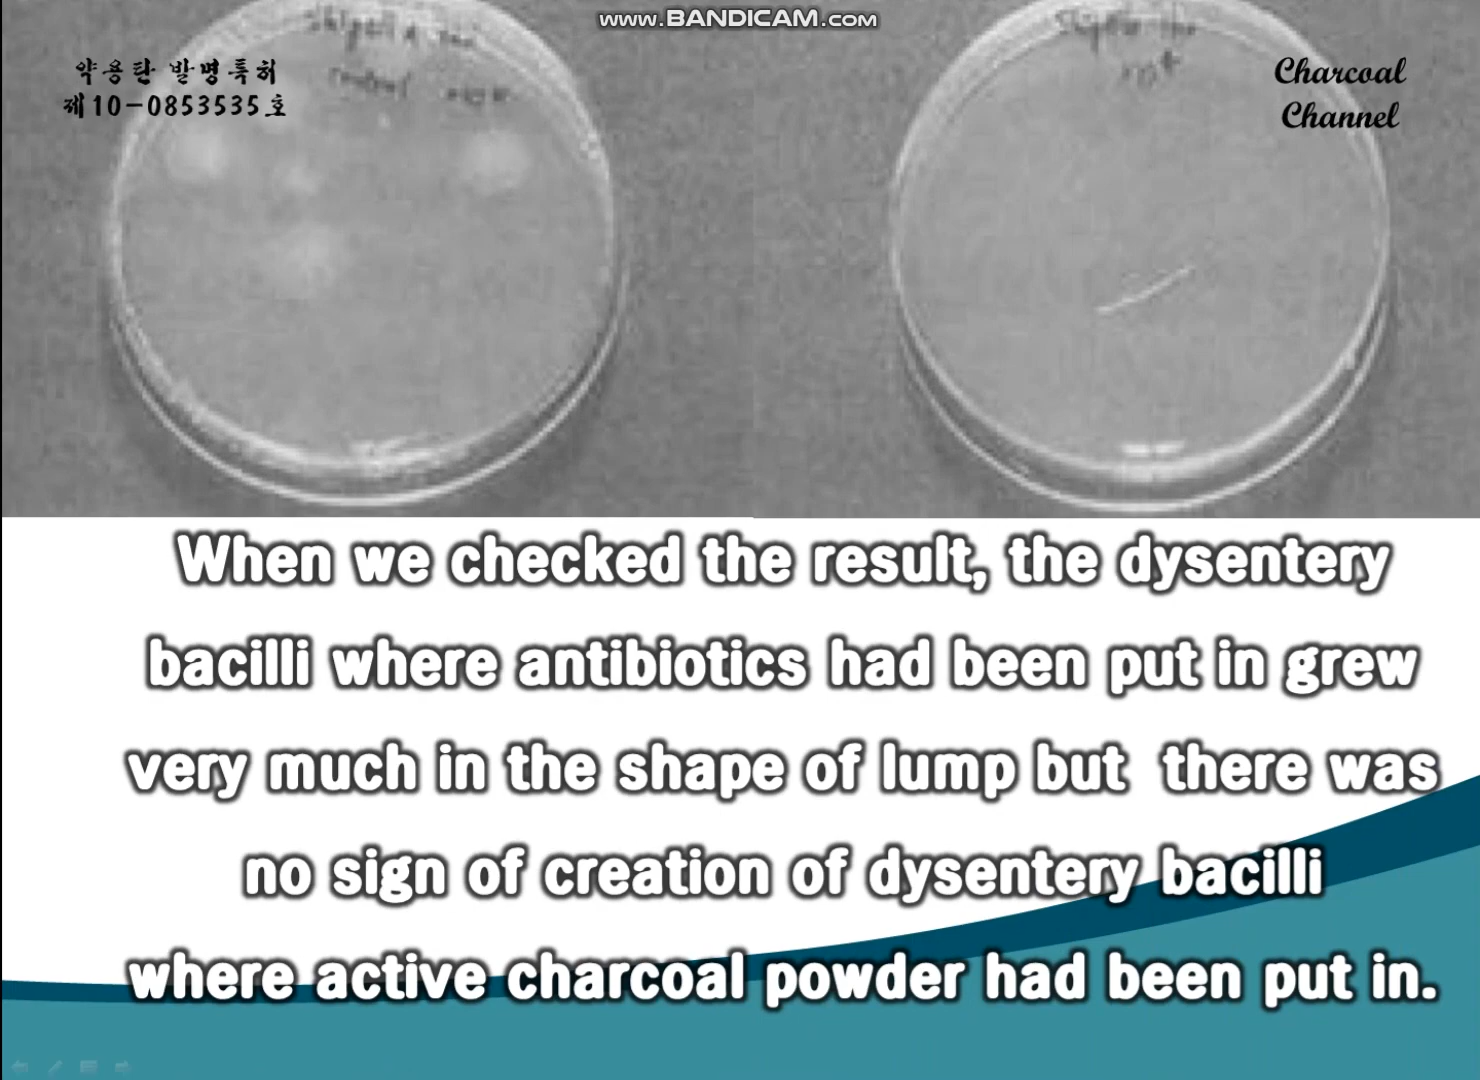 www.BANDICAM.com
약용탄 발명특허
제10-0853535호
Charcoal
Channel
control
When we checked the result, the dysentery
bacilli where antibiotics had been put in grew
very much in the shape of lump but there was
no sign of creation of dysentery bacilli
where active charcoal powder had been put in.